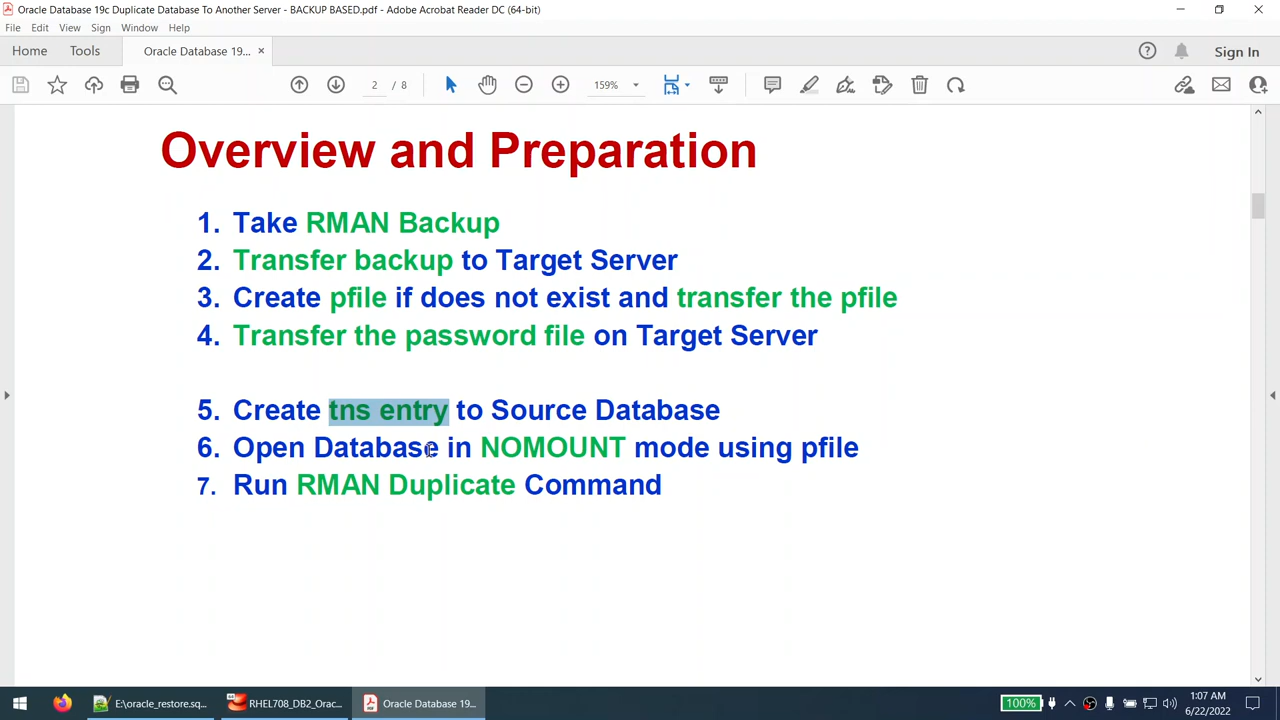 Oracle Database 19c Duplicate Database To Another Server - BACKUP BASED.pdf - Adobe Acrobat Reader DC (64-bit)
File Edit View Sign Window Help
Home Tools Oracle Database 19... × Sign In
2 / 8 159%
Overview and Preparation
1. Take RMAN Backup
2. Transfer backup to Target Server
3. Create pfile if does not exist and transfer the pfile
4. Transfer the password file on Target Server
5. Create tns entry to Source Database
6. Open Database in NOMOUNT mode using pfile
7. Run RMAN Duplicate Command
E:\oracle_restore.sq... RHEL708_DB2_Orac... Oracle Database 19... 100% 1:07 AM
6/22/2022